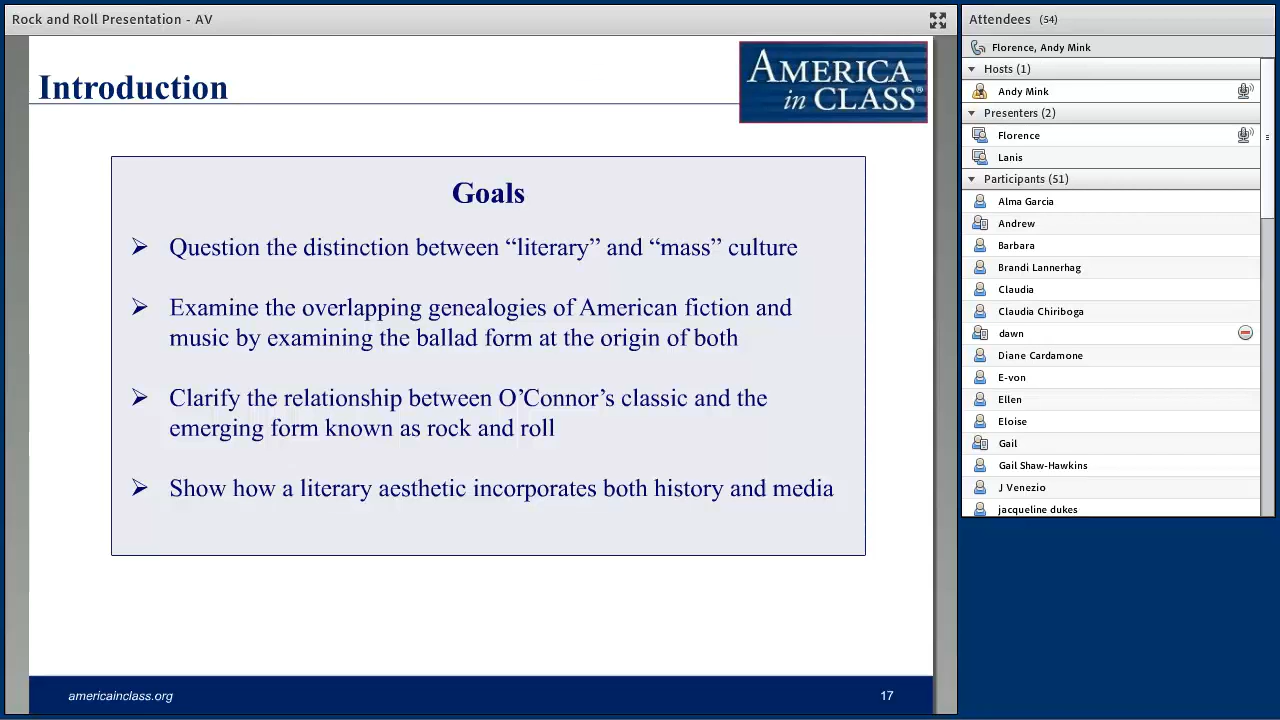 Rock and Roll Presentation - AV
Introduction
AMERICA
in CLASS®
Goals
➢ Question the distinction between “literary” and “mass” culture
➢ Examine the overlapping genealogies of American fiction and
music by examining the ballad form at the origin of both
➢ Clarify the relationship between O’Connor’s classic and the
emerging form known as rock and roll
➢ Show how a literary aesthetic incorporates both history and media
americainclass.org
17
Attendees (54)
Florence, Andy Mink
Hosts (1)
Andy Mink
Presenters (2)
Florence
Lanis
Participants (51)
Alma Garcia
Andrew
Barbara
Brandi Lannerhag
Claudia
Claudia Chiriboga
dawn
Diane Cardamone
E-von
Ellen
Eloise
Gail
Gail Shaw-Hawkins
J Venezio
jacqueline dukes